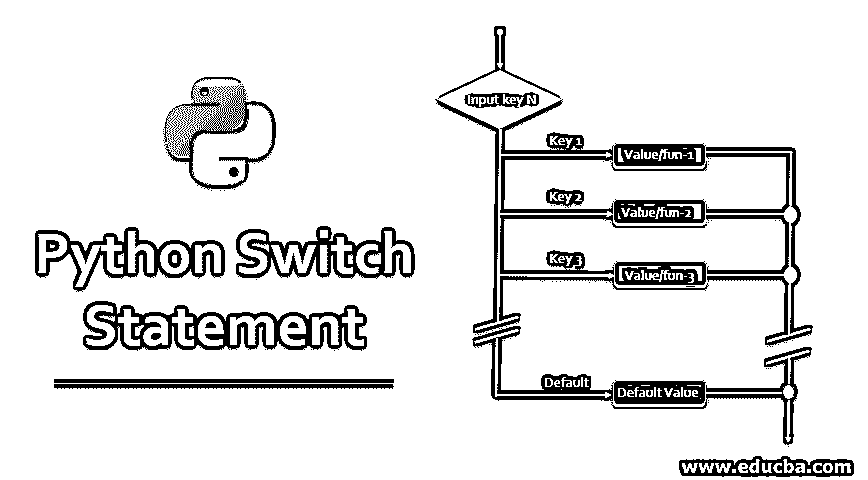 Python Switch
Statement
Input key N
Key 1
Value/fun-1
Key 2
Value/fun-2
Key 3
Value/fun-3
Default
Default Value
www.educba.com